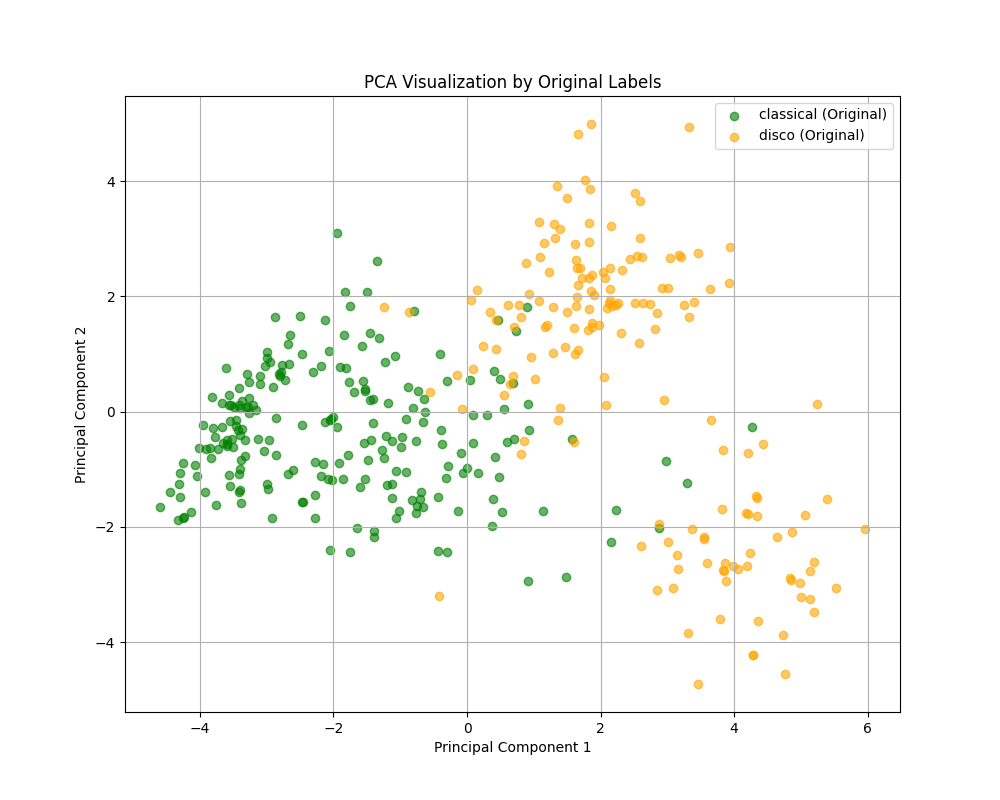 PCA Visualization by Original Labels
classical (Original)
disco (Original)
4
2
0
−2
−4
Principal Component 2
−4 −2 0 2 4 6
Principal Component 1